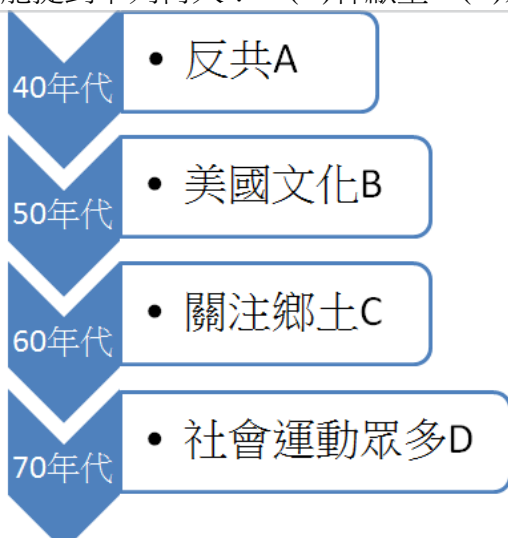 40年代
• 反共A
50年代
• 美國文化B
60年代
• 關注鄉土C
70年代
• 社會運動眾多D